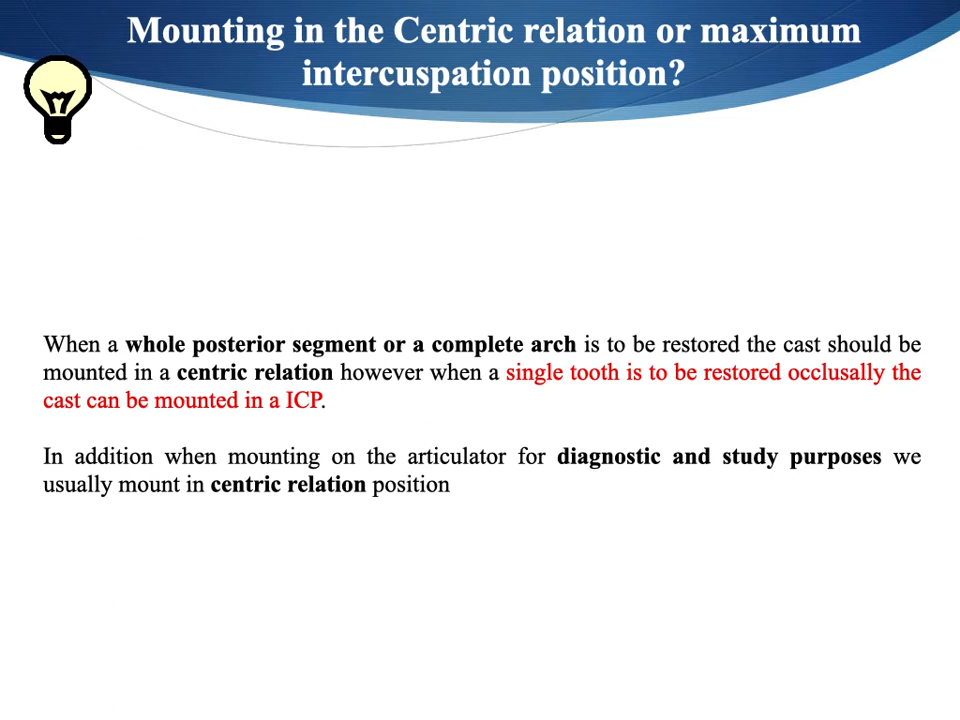 Mounting in the Centric relation or maximum
intercuspation position?
When a whole posterior segment or a complete arch is to be restored the cast should be
mounted in a centric relation however when a single tooth is to be restored occlusally the
cast can be mounted in a ICP.
In addition when mounting on the articulator for diagnostic and study purposes we
usually mount in centric relation position